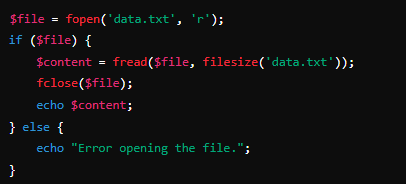 $file = fopen('data.txt', 'r');
if ($file) {
    $content = fread($file, filesize('data.txt'));
    fclose($file);
    echo $content;
} else {
    echo "Error opening the file.";
}